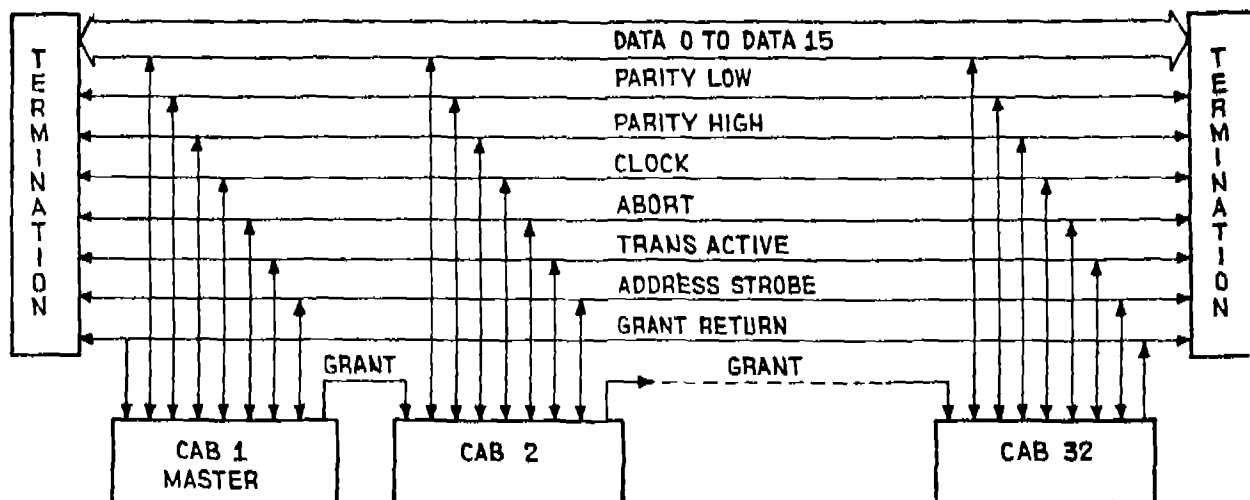 TERMINATION
DATA 0 TO DATA 15
PARITY LOW
PARITY HIGH
CLOCK
ABORT
TRANS ACTIVE
ADDRESS STROBE
GRANT RETURN
TERMINATION
GRANT
GRANT
CAB 1
MASTER
CAB 2
CAB 32